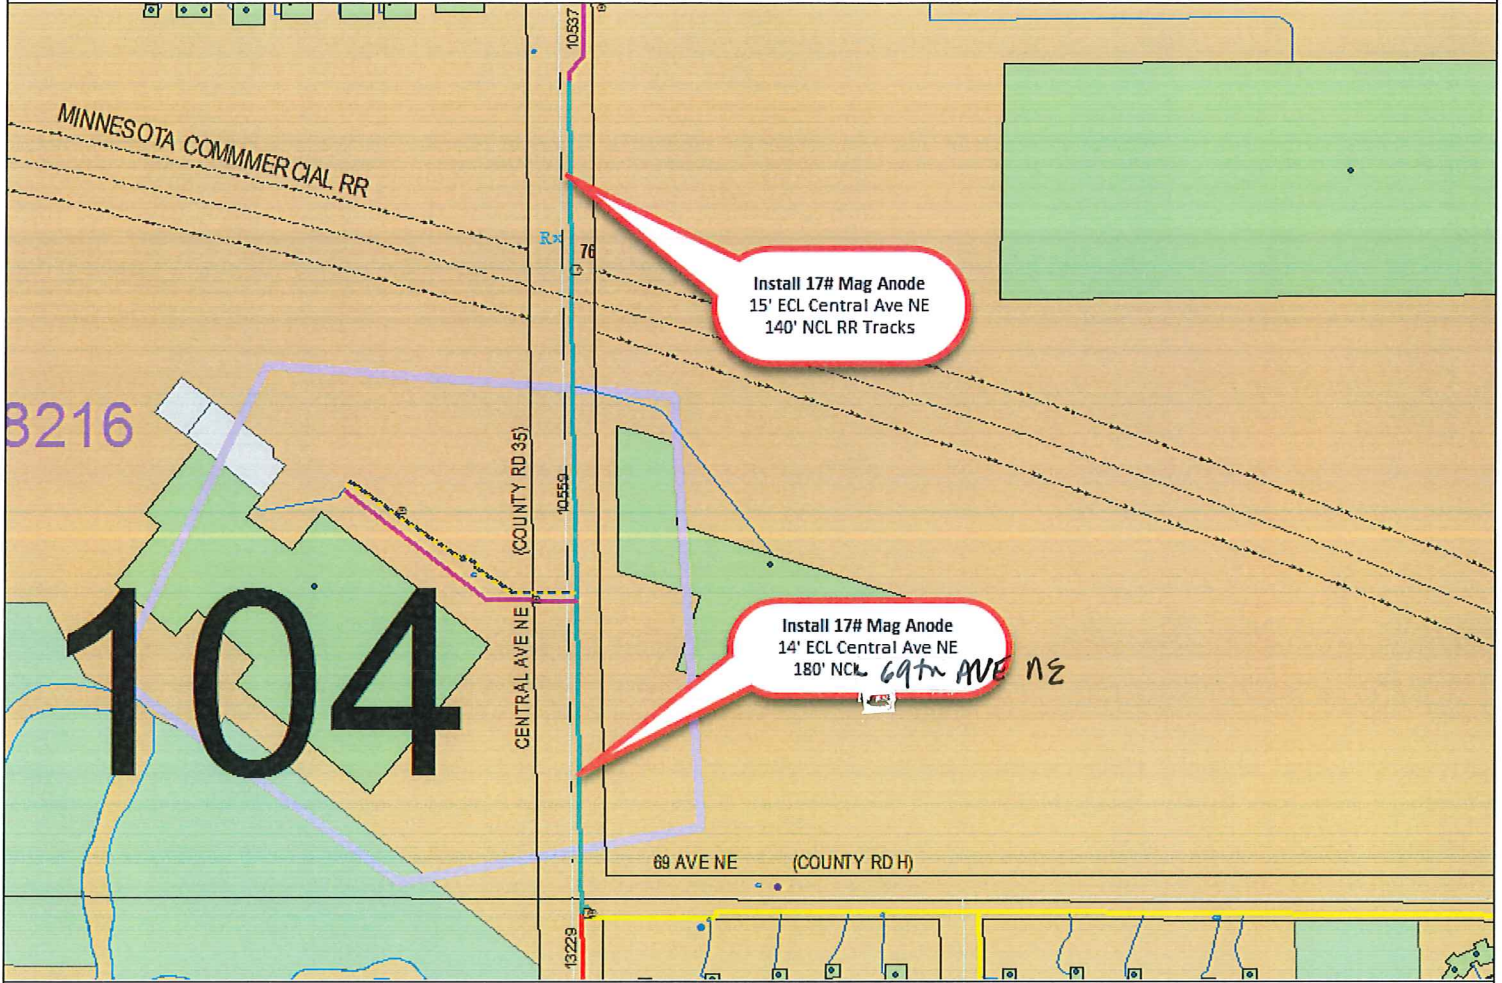 10537
MINNESOTA COMMMERCIAL RR
Rx
76
Install 17# Mag Anode
15' ECL Central Ave NE
140' NCL RR Tracks
8216
(COUNTY RD 35)
10559
CENTRAL AVE NE
104
Install 17# Mag Anode
14' ECL Central Ave NE
180' NCL 69th AVE NE
69 AVE NE (COUNTY RD H)
13229